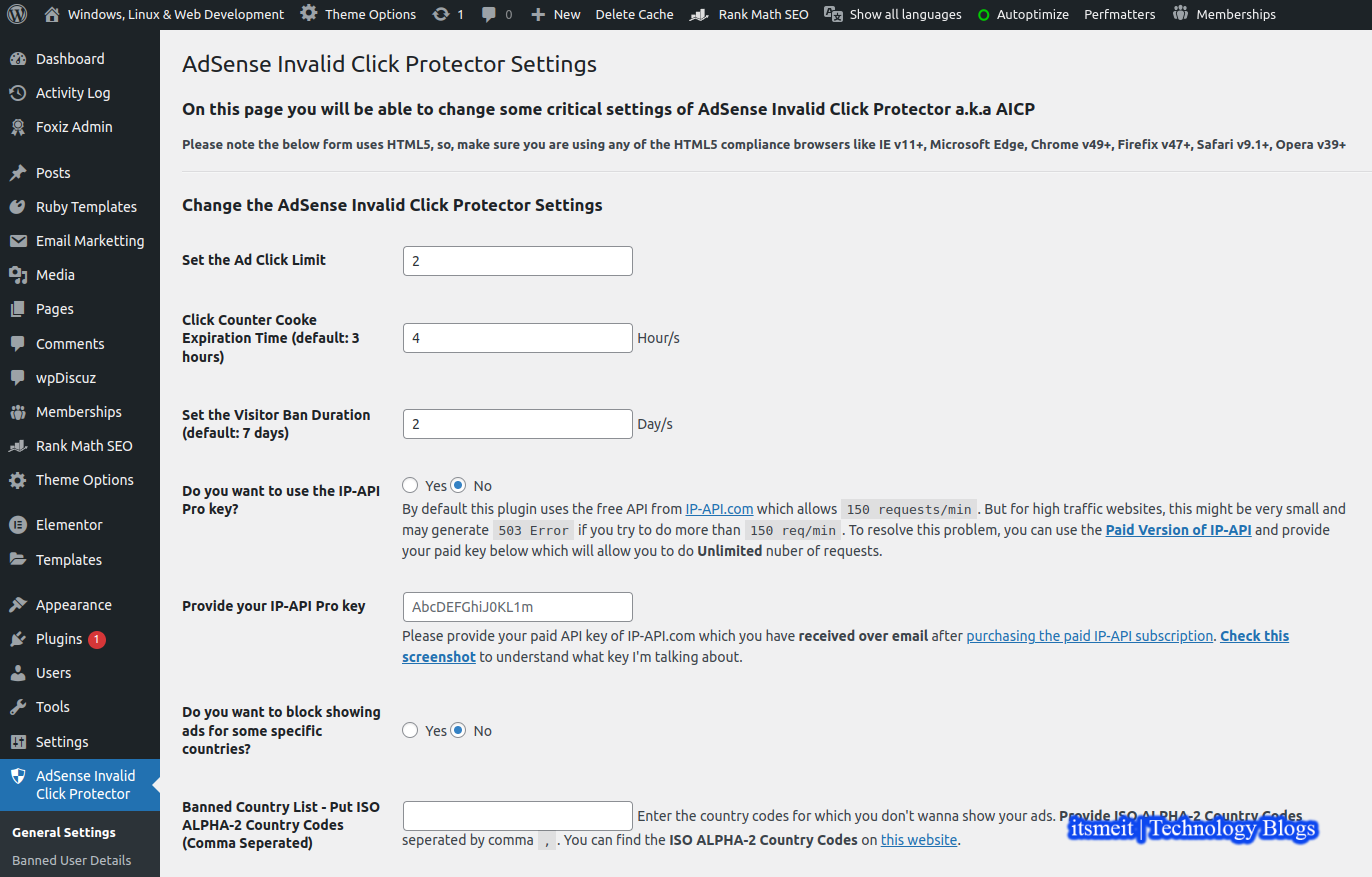 Windows, Linux & Web Development Theme Options 1 0 New Delete Cache Rank Math SEO Show all languages Autoptimize Perfmatters Memberships
Dashboard
Activity Log
Foxiz Admin
Posts
Ruby Templates
Email Marketting
Media
Pages
Comments
wpDiscuz
Memberships
Rank Math SEO
Theme Options
Elementor
Templates
Appearance
Plugins 1
Users
Tools
Settings
AdSense Invalid
Click Protector
General Settings
Banned User Details
AdSense Invalid Click Protector Settings
On this page you will be able to change some critical settings of AdSense Invalid Click Protector a.k.a AICP
Please note the below form uses HTML5, so, make sure you are using any of the HTML5 compliance browsers like IE v11+, Microsoft Edge, Chrome v49+, Firefix v47+, Safari v9.1+, Opera v39+
Change the AdSense Invalid Click Protector Settings
Set the Ad Click Limit
2
Click Counter Cooke
Expiration Time (default: 3
hours)
4 Hour/s
Set the Visitor Ban Duration
(default: 7 days)
2 Day/s
Do you want to use the IP-API
Pro key?
Yes No
By default this plugin uses the free API from IP-API.com which allows 150 requests/min . But for high traffic websites, this might be very small and
may generate 503 Error if you try to do more than 150 req/min . To resolve this problem, you can use the Paid Version of IP-API and provide
your paid key below which will allow you to do Unlimited nuber of requests.
Provide your IP-API Pro key
AbcDEFGhiJ0KL1m
Please provide your paid API key of IP-API.com which you have received over email after purchasing the paid IP-API subscription. Check this
screenshot to understand what key I'm talking about.
Do you want to block showing
ads for some specific
countries?
Yes No
Banned Country List - Put ISO
ALPHA-2 Country Codes
(Comma Seperated)
Enter the country codes for which you don't wanna show your ads. Provide ISO ALPHA-2 Country Codes
seperated by comma , . You can find the ISO ALPHA-2 Country Codes on this website.
itsmeit | Technology Blogs